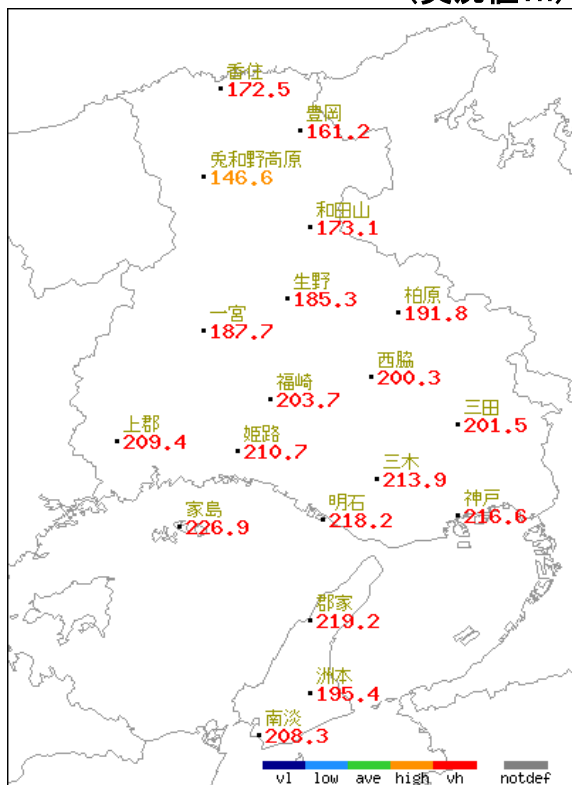 香住
172.5
豊岡
161.2
兎和野高原
146.6
和田山
173.1
生野
185.3
柏原
191.8
一宮
187.7
西脇
200.3
福崎
203.7
三田
201.5
上郡
209.4
姫路
210.7
三木
213.9
家島
226.9
明石
218.2
神戸
216.6
郡家
219.2
洲本
195.4
南淡
208.3
vl low ave high vh notdef